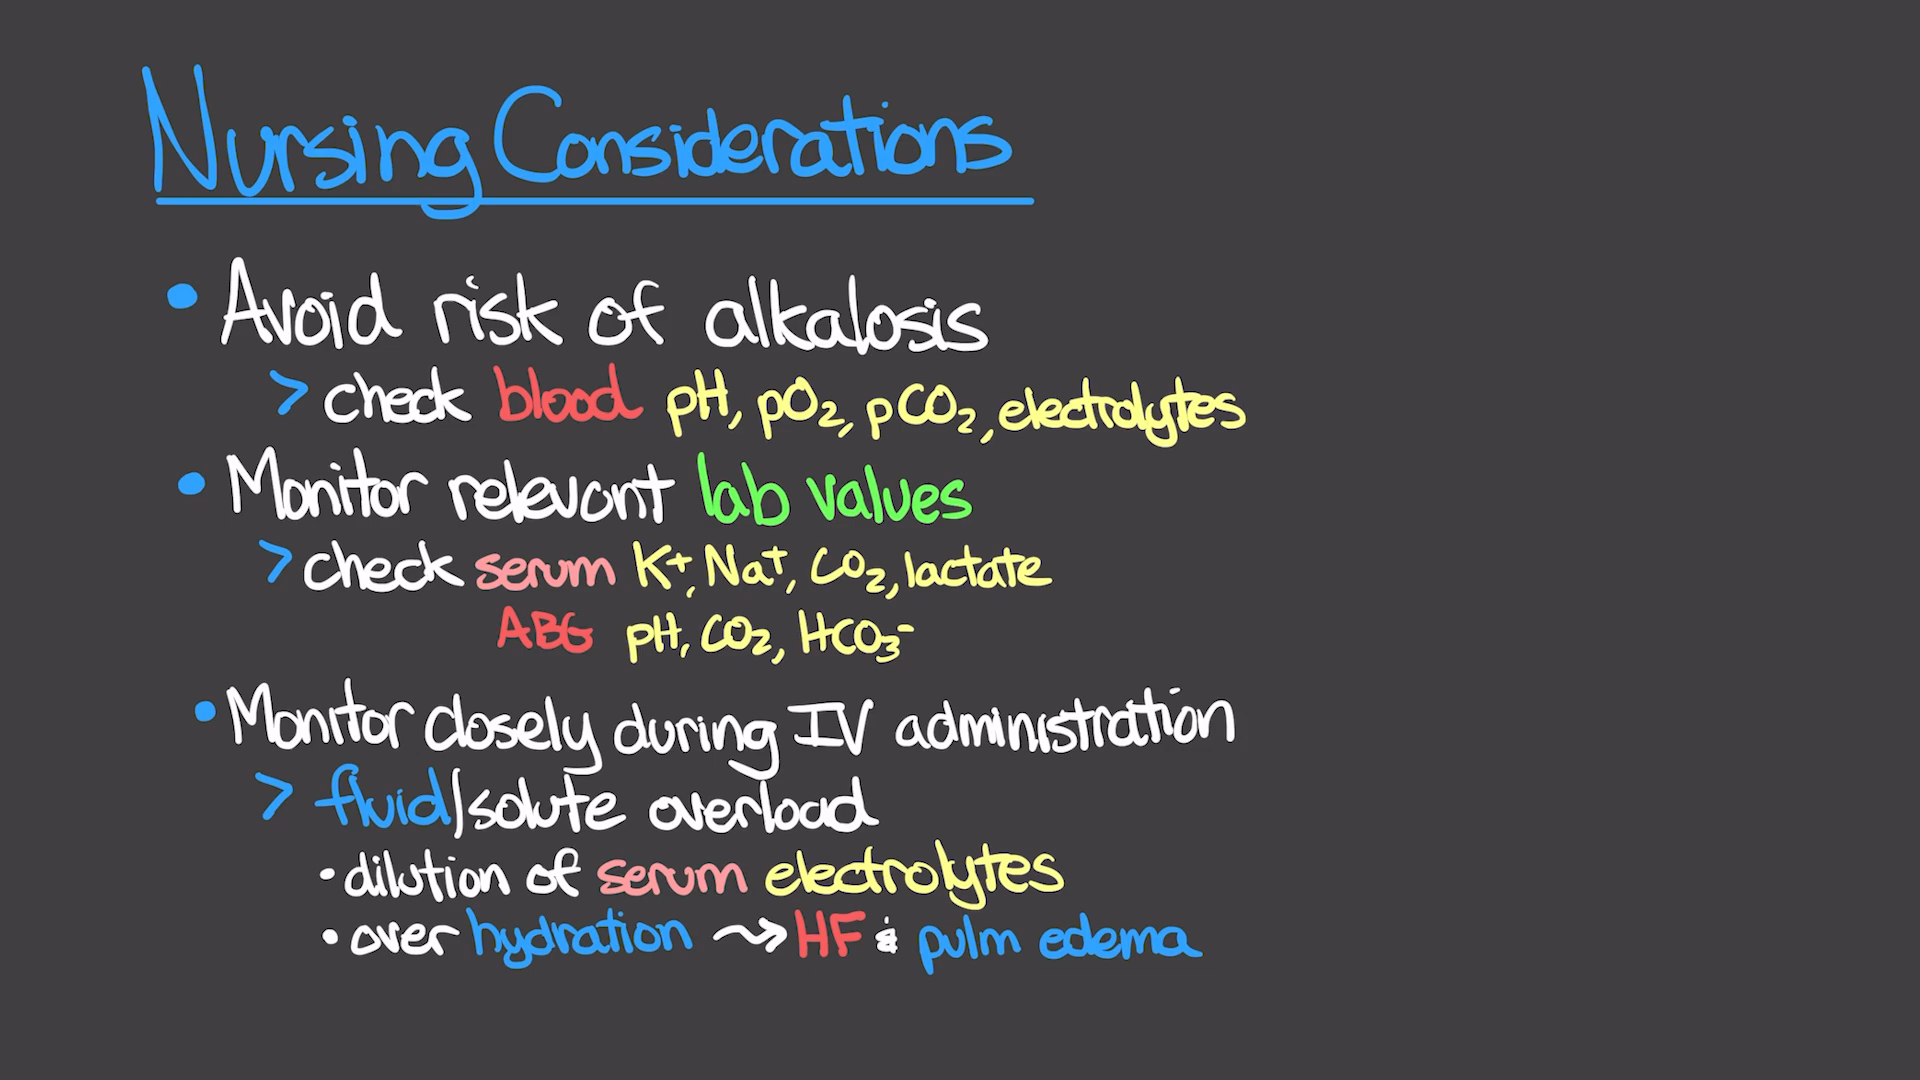 Nursing Considerations
• Avoid risk of alkalosis
> check blood pH, pO₂, pCO₂, electrolytes
• Monitor relevant lab values
> check serum K⁺, Na⁺, CO₂, lactate
ABG pH, CO₂, HCO₃⁻
• Monitor closely during IV administration
> fluid/solute overload
• dilution of serum electrolytes
• over hydration → HF & pulm edema